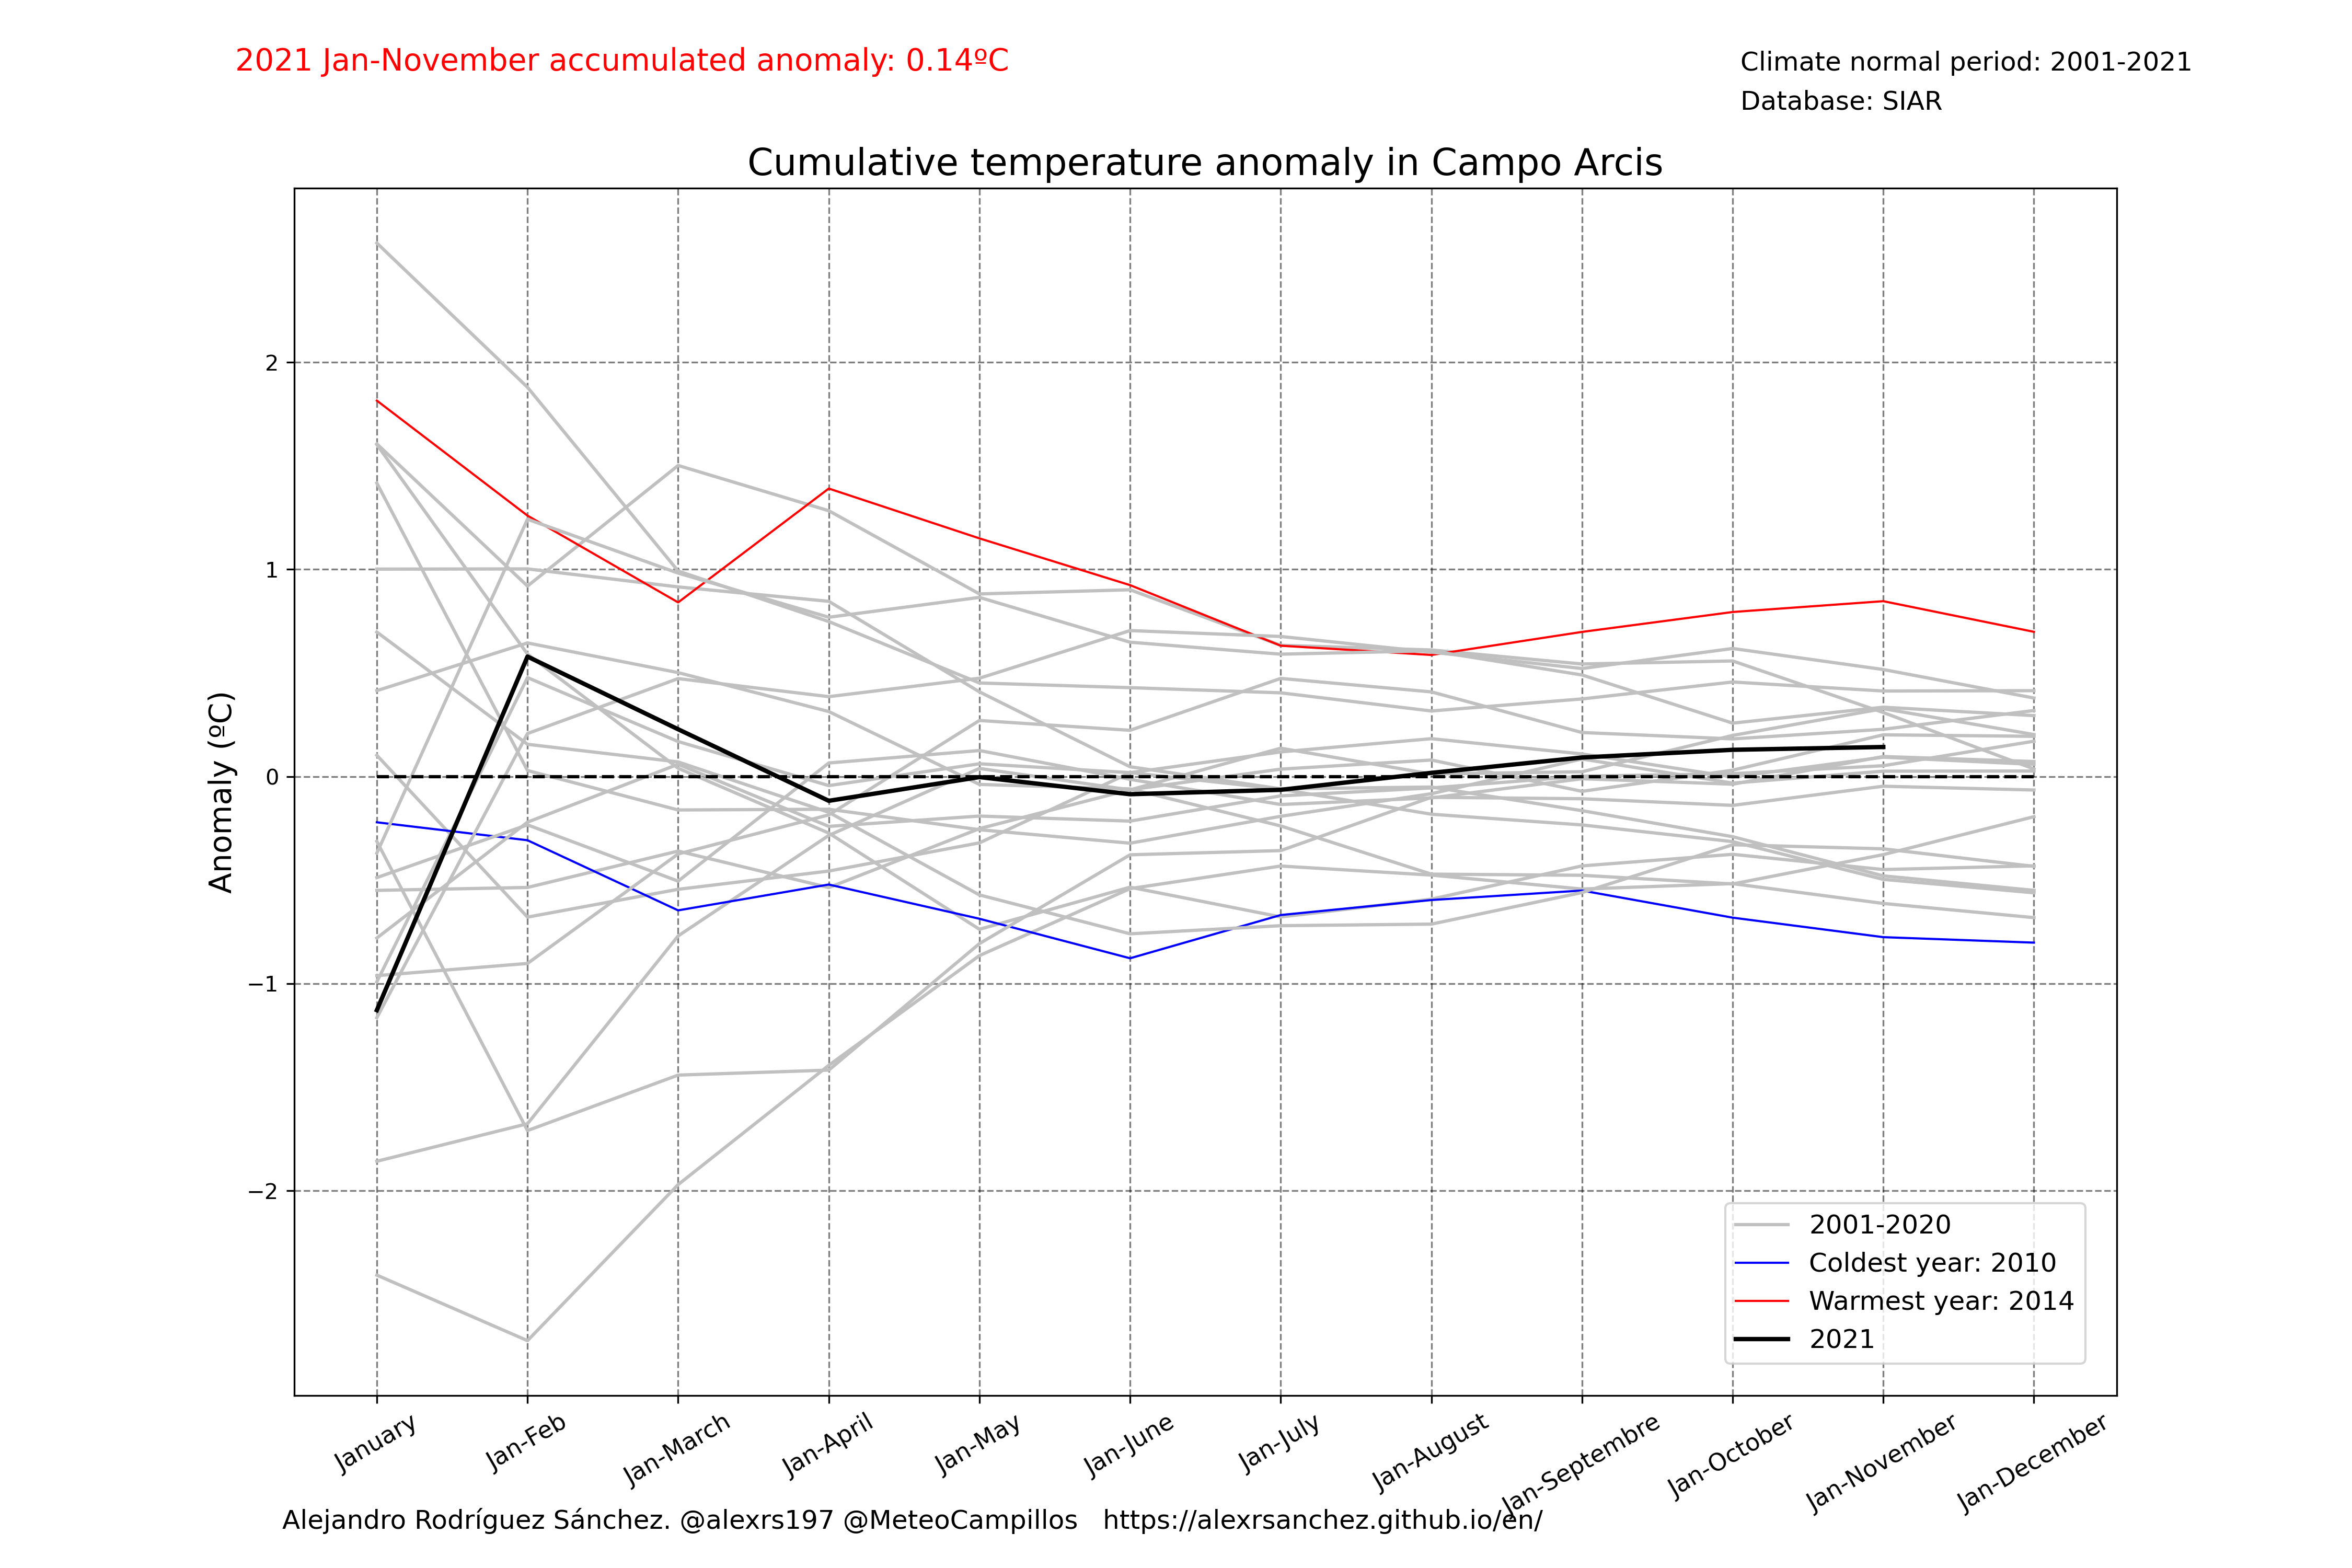 2021 Jan-November accumulated anomaly: 0.14ºC
Climate normal period: 2001-2021
Database: SIAR
Cumulative temperature anomaly in Campo Arcis
Anomaly (ºC)
2
1
0
−1
−2
2001-2020
Coldest year: 2010
Warmest year: 2014
2021
January
Jan-Feb
Jan-March
Jan-April
Jan-May
Jan-June
Jan-July
Jan-August
Jan-Septembre
Jan-October
Jan-November
Jan-December
Alejandro Rodríguez Sánchez. @alexrs197 @MeteoCampillos   https://alexrsanchez.github.io/en/